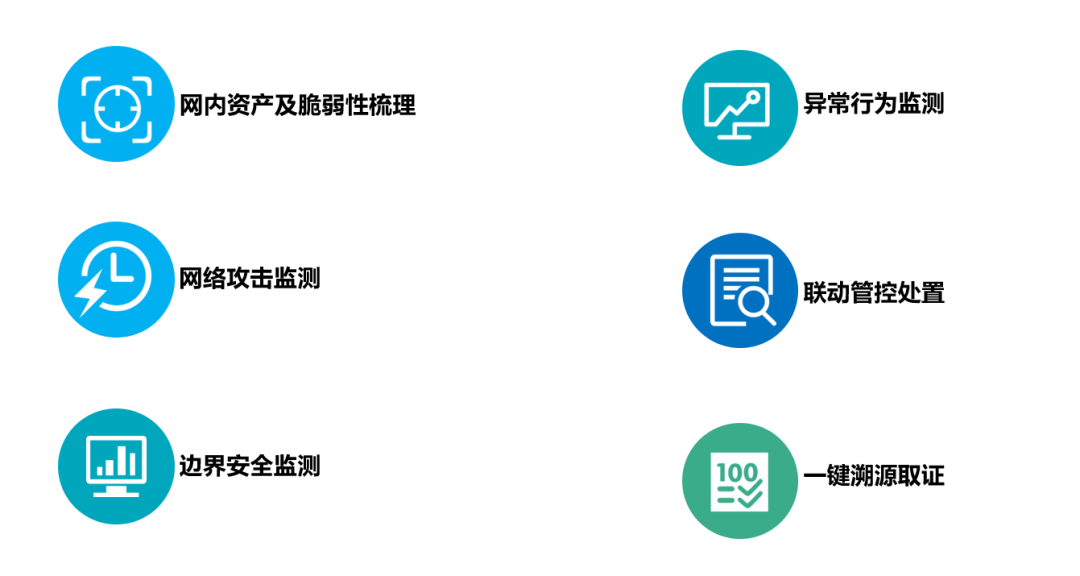 网内资产及脆弱性梳理
异常行为监测
网络攻击监测
联动管控处置
边界安全监测
100
一键溯源取证